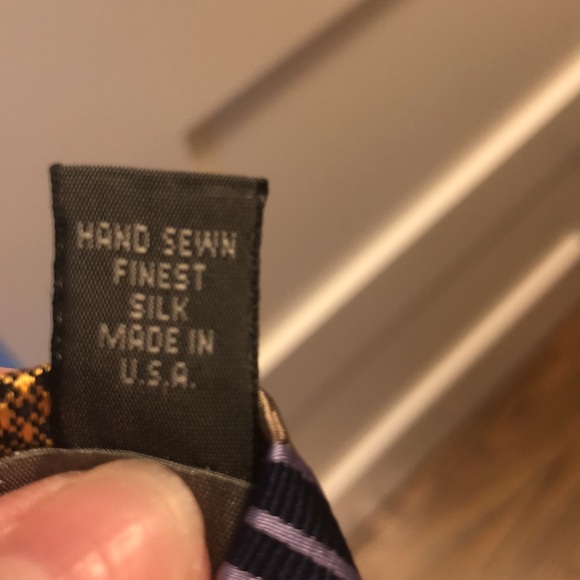 HAND SEWN
FINEST
SILK
MADE IN
U.S.A.